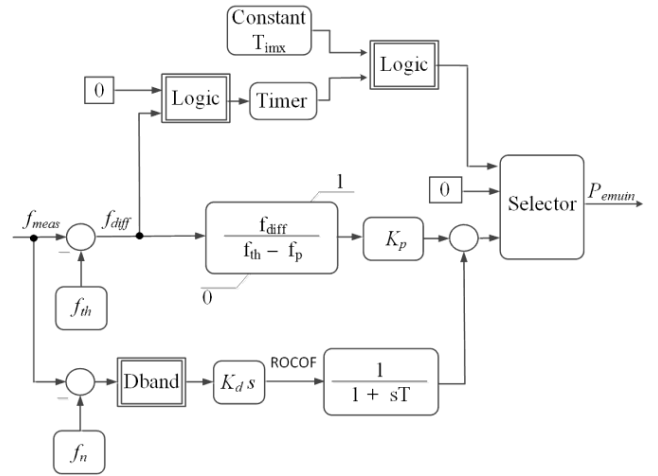 Constant
T_imx
Logic
0
Logic
Timer
1
0
Selector
P_emuin
f_meas
f_diff
f_diff
f_th − f_p
K_p
−
0
f_th
ROCOF
Dband
K_d s
1
1 + sT
−
f_n